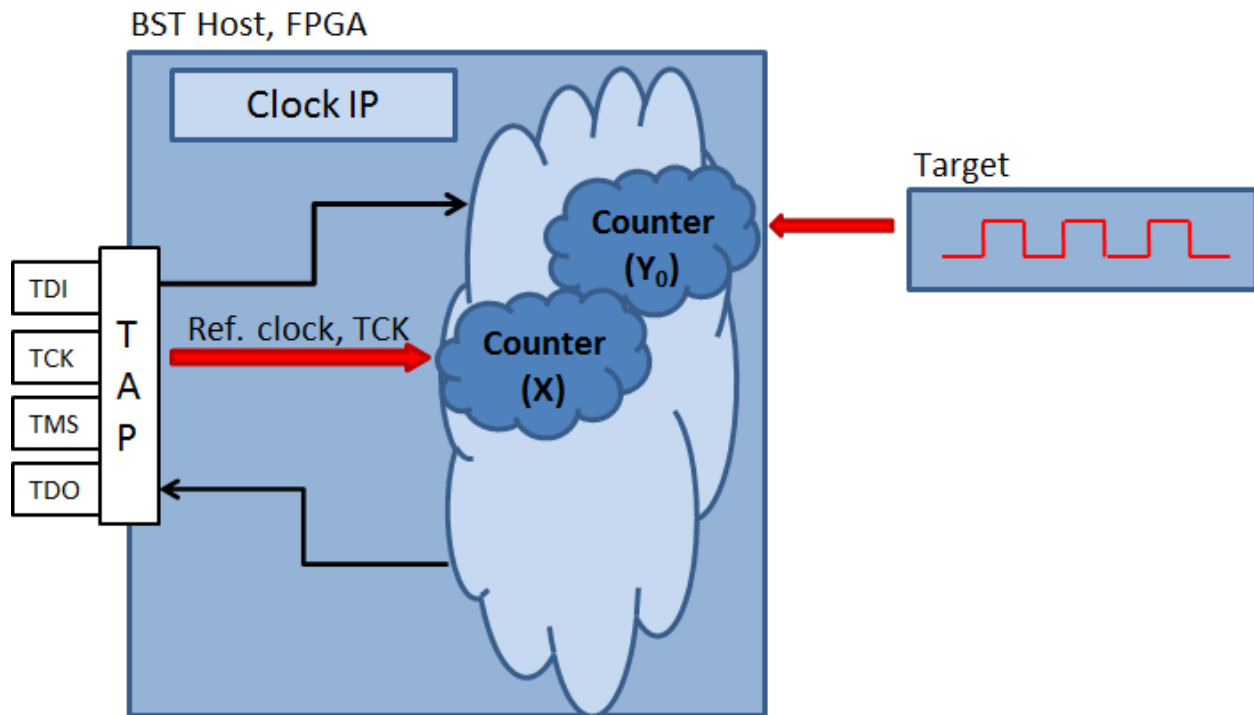 BST Host, FPGA
Clock IP
Target
Counter
(Y₀)
TDI
TCK
TMS
TDO
T
A
P
Ref. clock, TCK
Counter
(X)